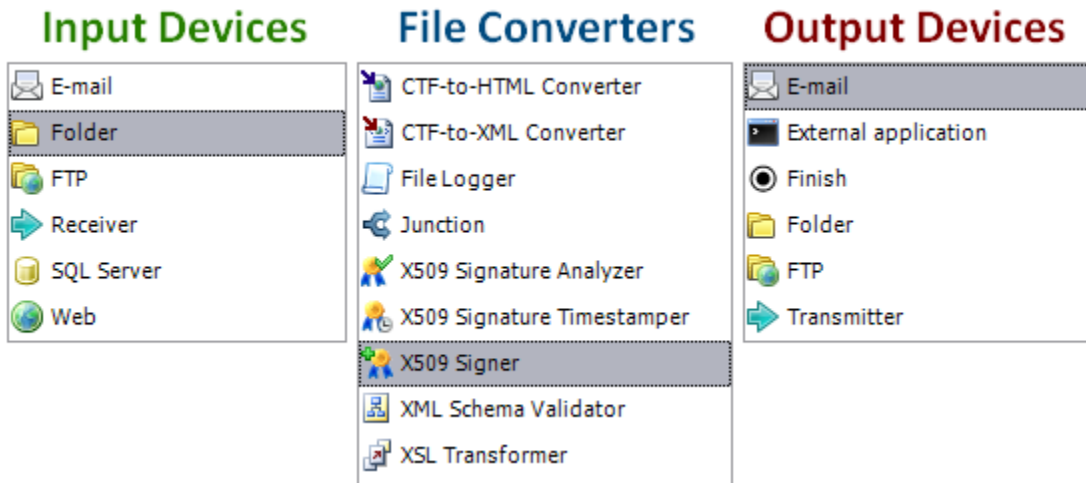 Input Devices
E-mail
Folder
FTP
Receiver
SQL Server
Web
File Converters
CTF-to-HTML Converter
CTF-to-XML Converter
File Logger
Junction
X509 Signature Analyzer
X509 Signature Timestamper
X509 Signer
XML Schema Validator
XSL Transformer
Output Devices
E-mail
External application
Finish
Folder
FTP
Transmitter